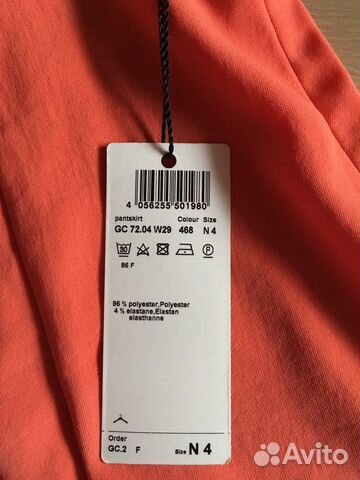 4 056255 501980
pantskirt Colour Size
GC 72.04 W29 468 N 4
30 P
86 F
96 % polyester,Polyester
4 % elastane,Elastan
elasthanne
Order
GC.2 F Size N 4
Avito